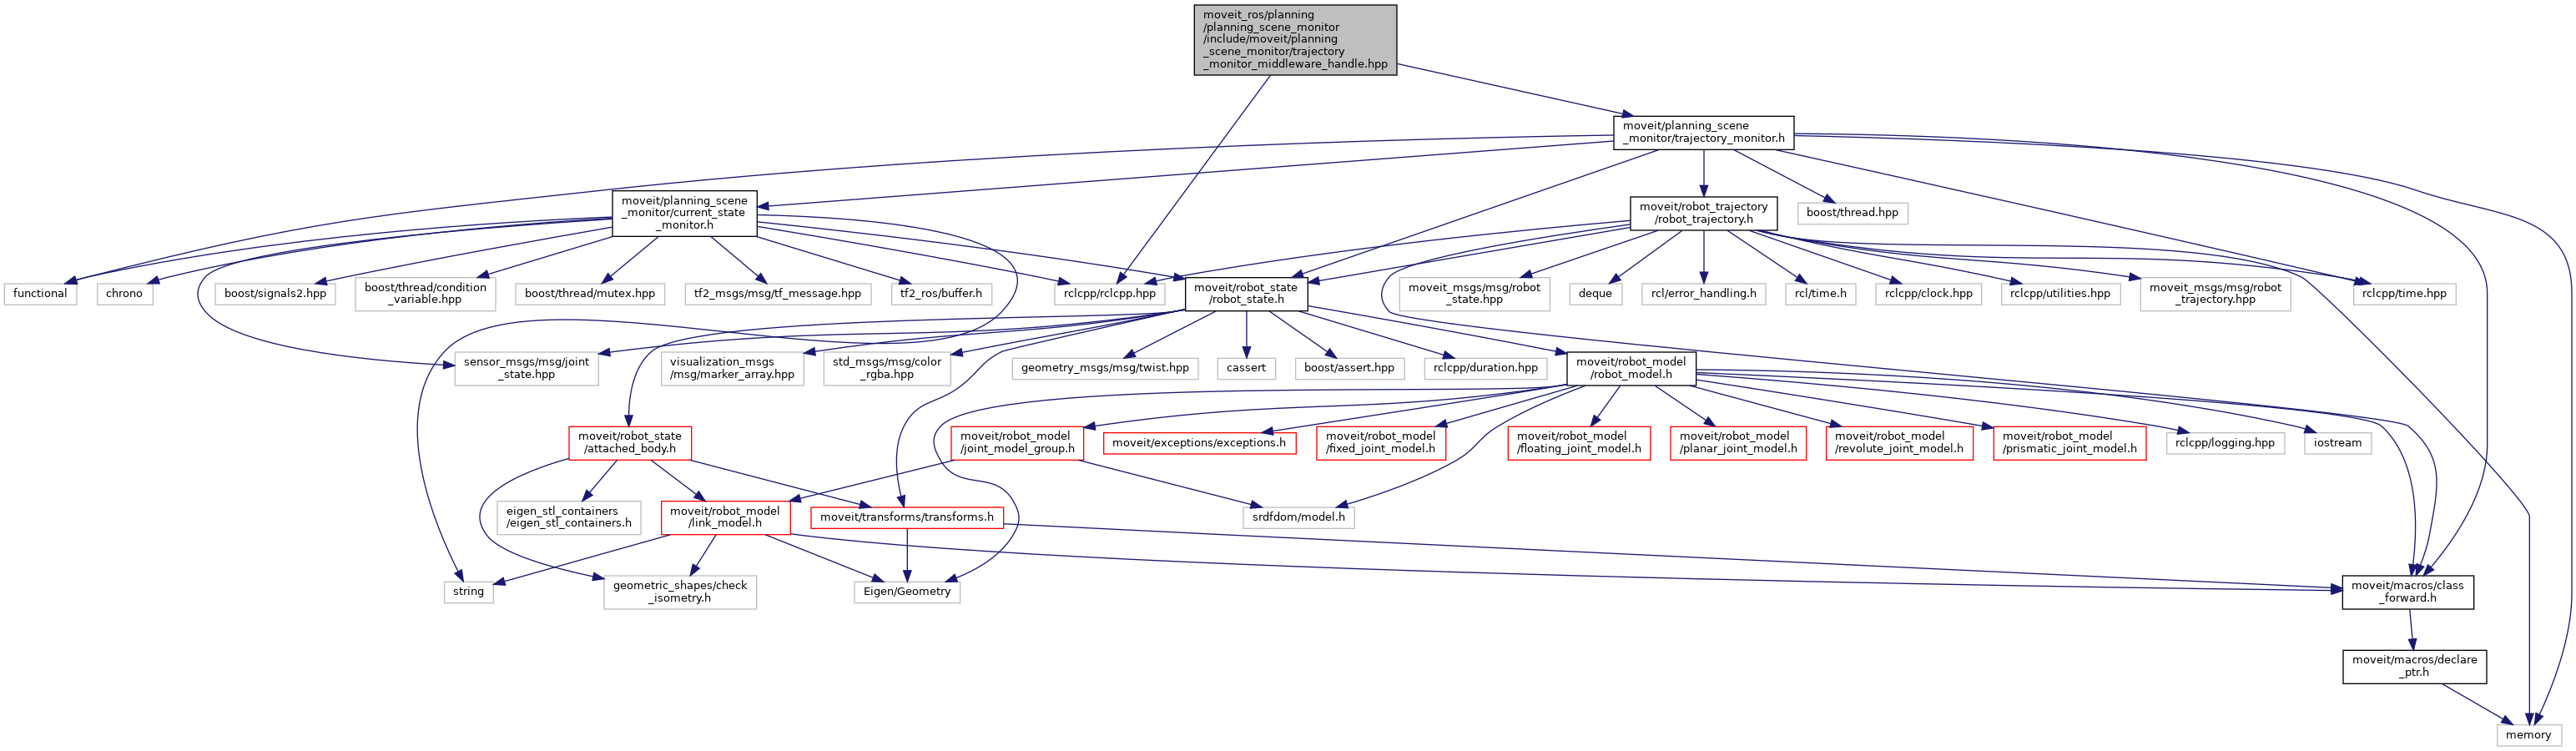 moveit_ros/planning
/planning_scene_monitor
/include/moveit/planning
_scene_monitor/trajectory
_monitor_middleware_handle.hpp
moveit/planning_scene
_monitor/trajectory_monitor.h
moveit/planning_scene
_monitor/current_state
_monitor.h
moveit/robot_trajectory
/robot_trajectory.h
boost/thread.hpp
functional
chrono
boost/signals2.hpp
boost/thread/condition
_variable.hpp
boost/thread/mutex.hpp
tf2_msgs/msg/tf_message.hpp
tf2_ros/buffer.h
rclcpp/rclcpp.hpp
moveit/robot_state
/robot_state.h
moveit_msgs/msg/robot
_state.hpp
deque
rcl/error_handling.h
rcl/time.h
rclcpp/clock.hpp
rclcpp/utilities.hpp
moveit_msgs/msg/robot
_trajectory.hpp
rclcpp/time.hpp
sensor_msgs/msg/joint
_state.hpp
visualization_msgs
/msg/marker_array.hpp
std_msgs/msg/color
_rgba.hpp
geometry_msgs/msg/twist.hpp
cassert
boost/assert.hpp
rclcpp/duration.hpp
moveit/robot_model
/robot_model.h
moveit/robot_state
/attached_body.h
moveit/robot_model
/joint_model_group.h
moveit/exceptions/exceptions.h
moveit/robot_model
/fixed_joint_model.h
moveit/robot_model
/floating_joint_model.h
moveit/robot_model
/planar_joint_model.h
moveit/robot_model
/revolute_joint_model.h
moveit/robot_model
/prismatic_joint_model.h
rclcpp/logging.hpp
iostream
eigen_stl_containers
/eigen_stl_containers.h
moveit/robot_model
/link_model.h
moveit/transforms/transforms.h
srdfdom/model.h
string
geometric_shapes/check
_isometry.h
Eigen/Geometry
moveit/macros/class
_forward.h
moveit/macros/declare
_ptr.h
memory